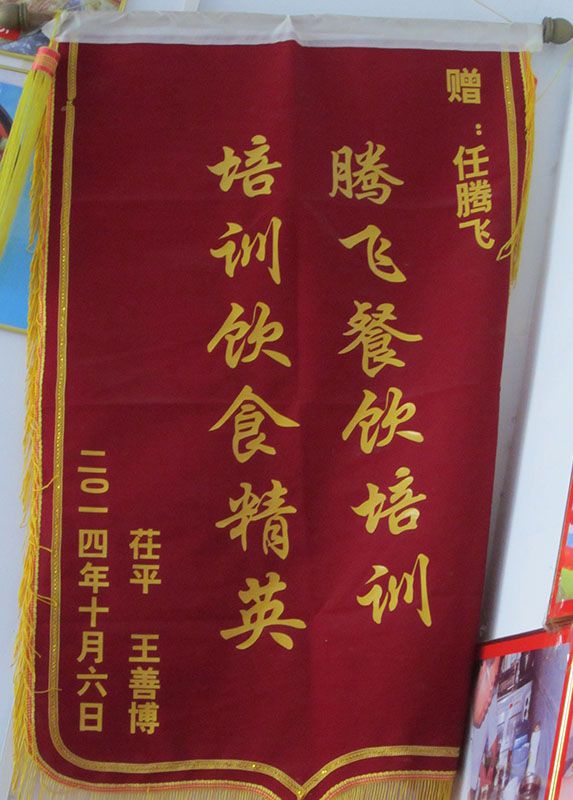 赠：任腾飞
腾飞餐饮培训
培训饮食精英
茌平 王善博
二〇一四年十月六日